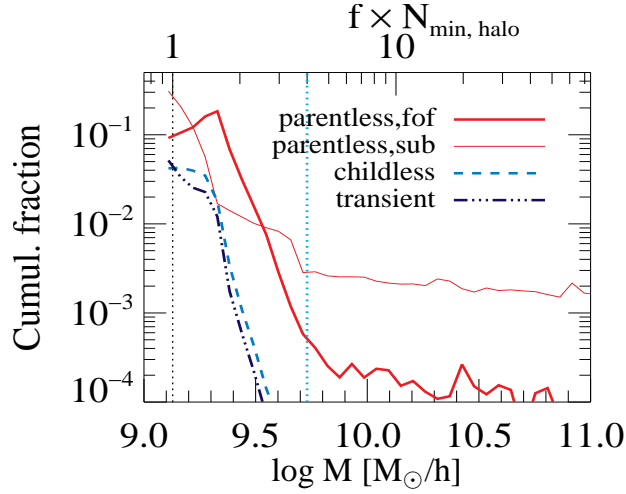 f × N_min, halo
1 10
parentless,fof
parentless,sub
childless
transient
10^-1
10^-2
10^-3
10^-4
Cumul. fraction
9.0 9.5 10.0 10.5 11.0
log M [M_⊙/h]